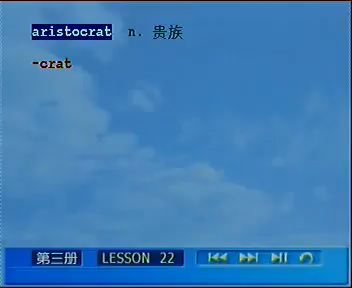 aristocrat n. 贵族
-crat
第三册 LESSON 22